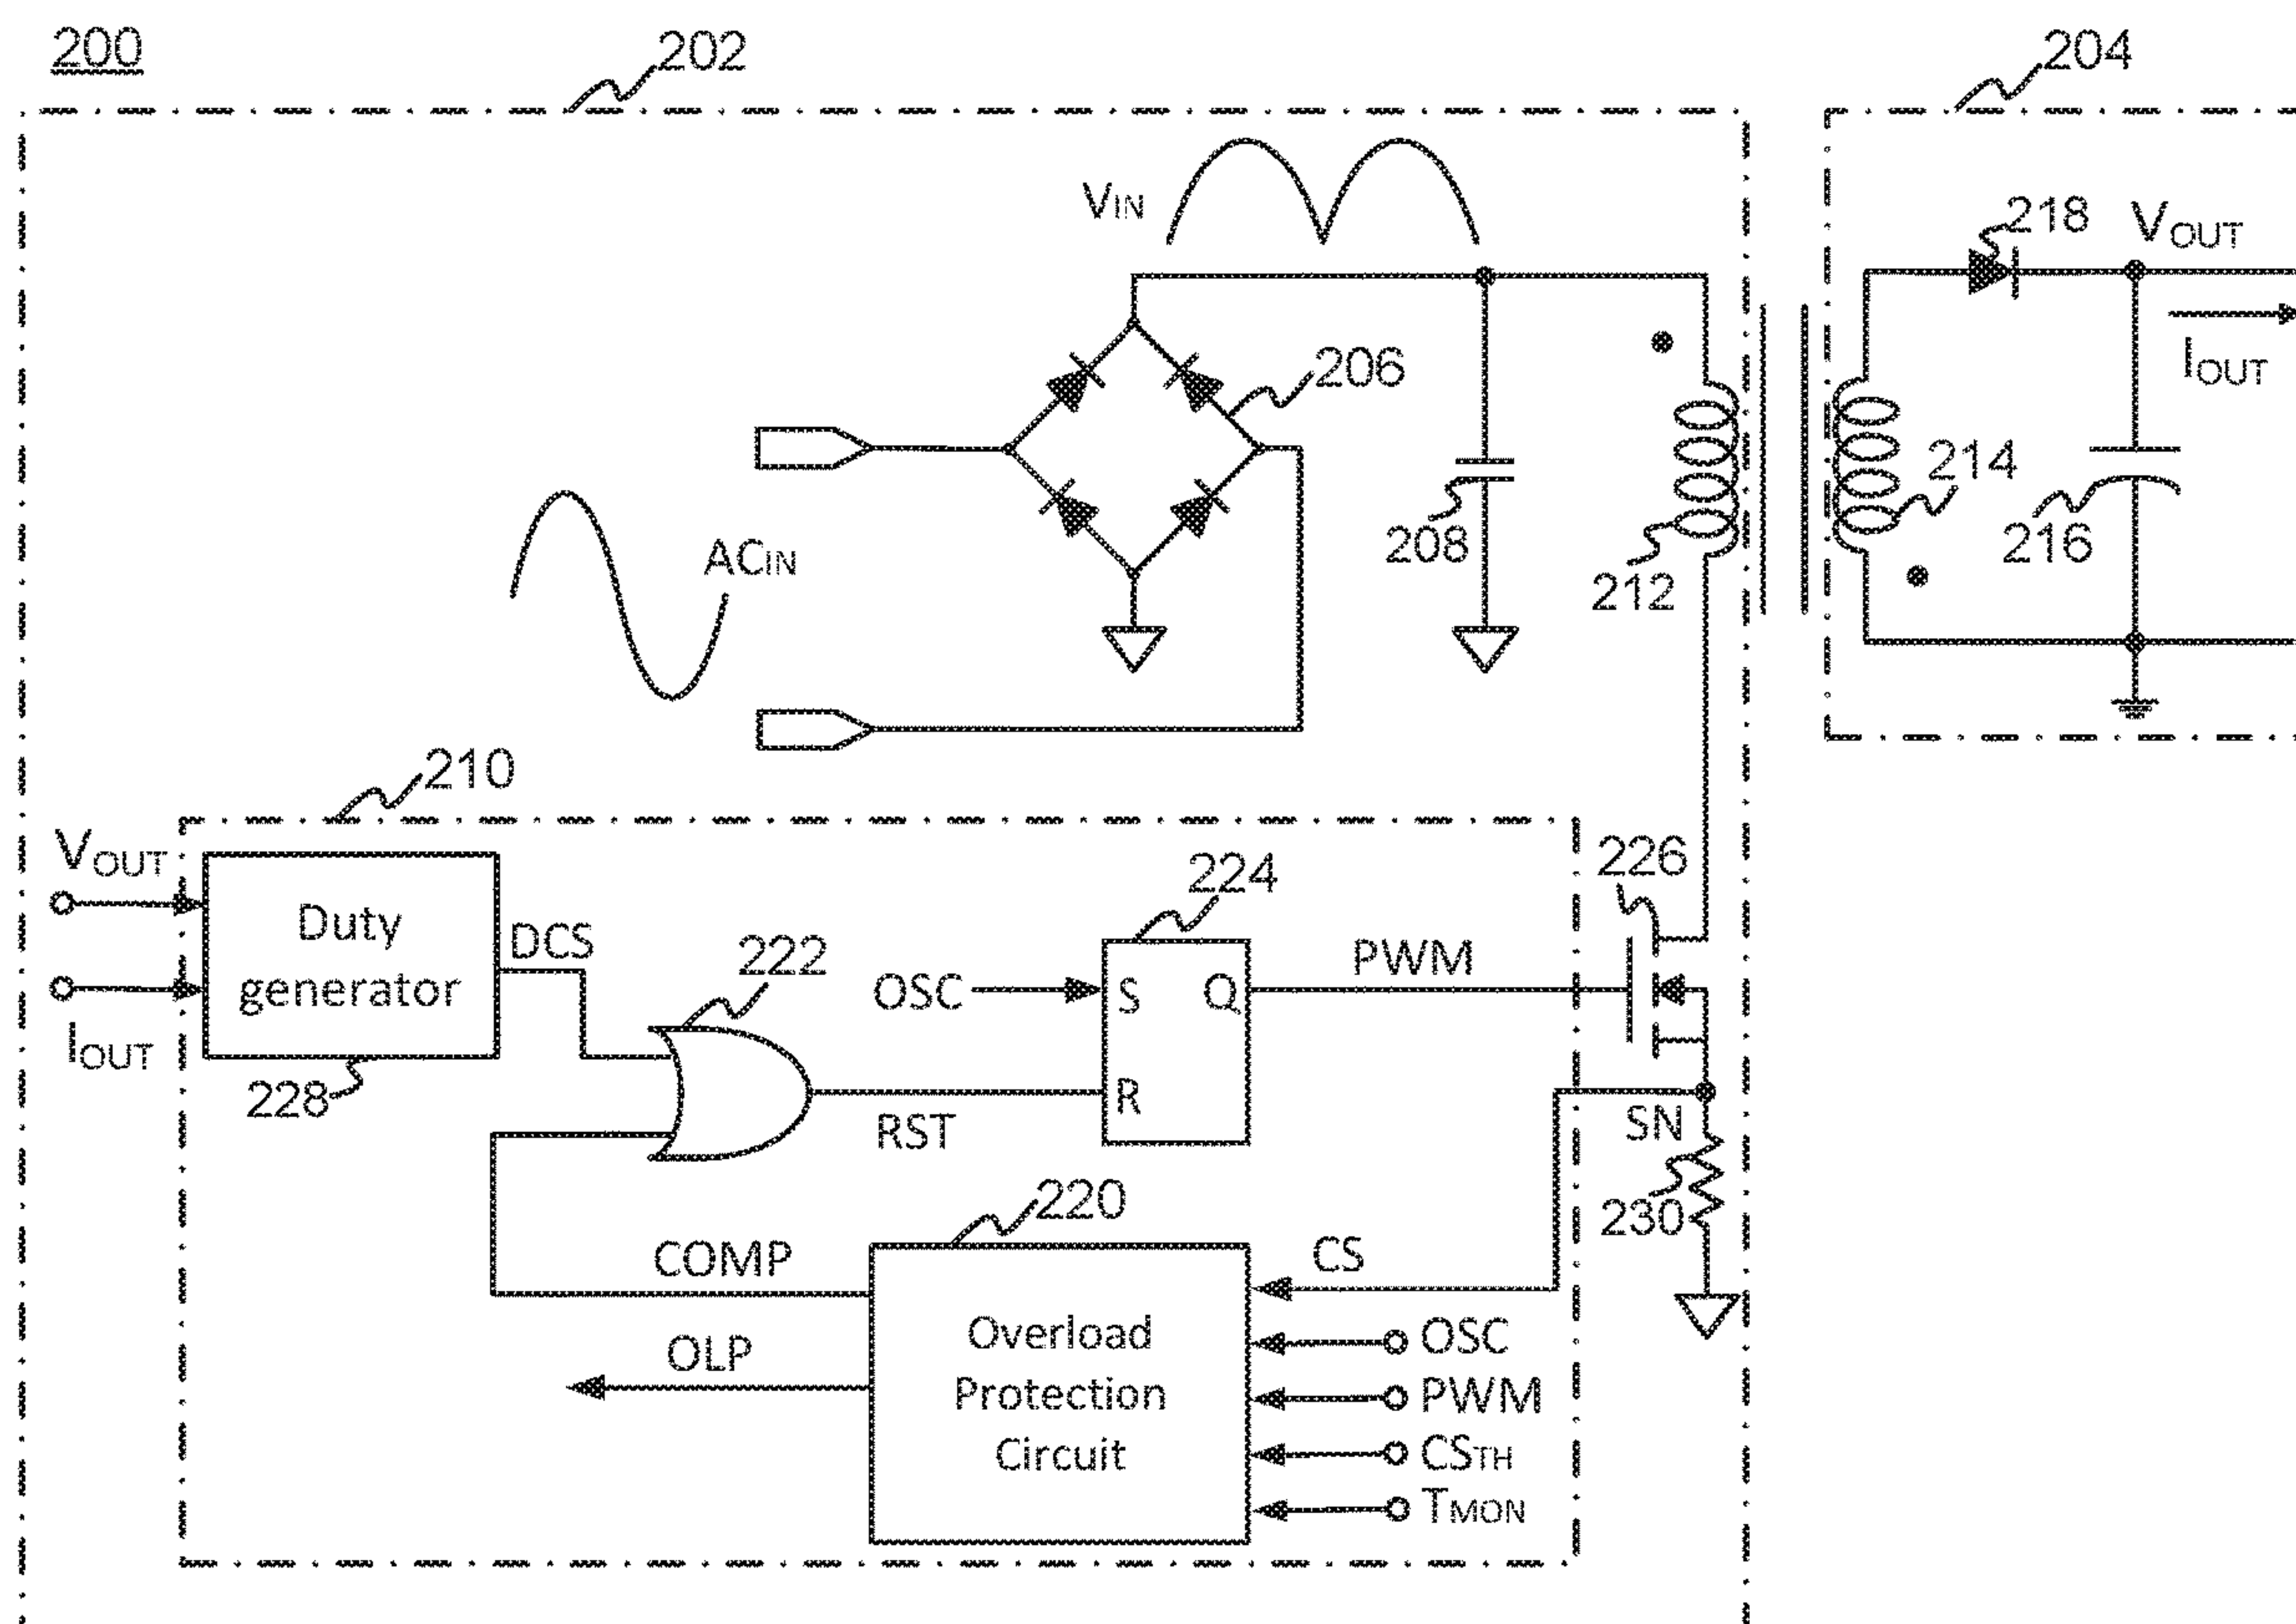 200
202
204
VIN
218
VOUT
206
IOUT
214
ACIN
208
216
212
210
VOUT
226
224
Duty
generator
DCS
222
PWM
OSC
S
Q
IOUT
228
R
RST
SN
220
230
COMP
CS
Overload
Protection
Circuit
OLP
OSC
PWM
CSTH
TMON